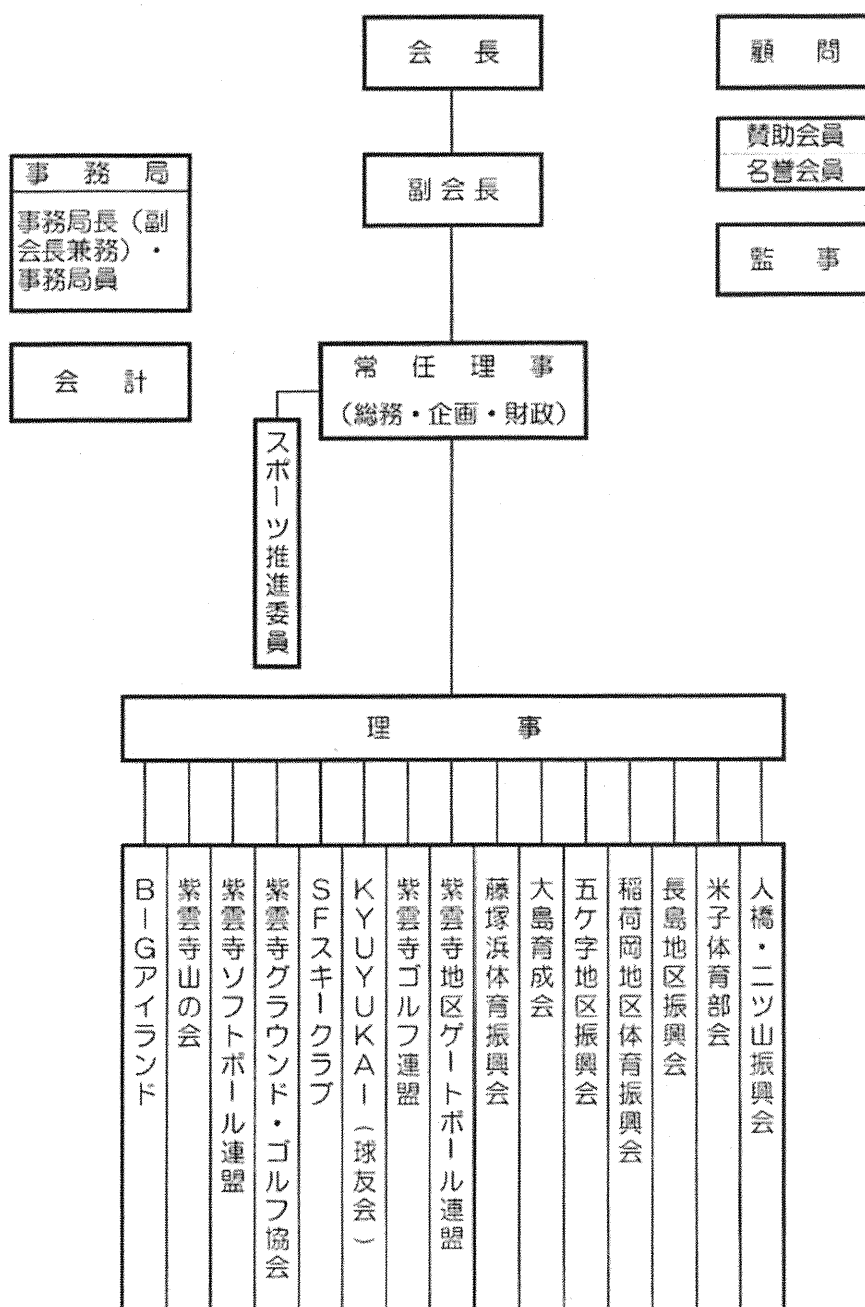 会長
顧問
賛助会員
名誉会員
事務局
事務局長（副
会長兼務）・
事務局員
副会長
監事
会計
常任理事
（総務・企画・財政）
スポーツ推進委員
理事
B－Gアイランド
紫雲寺山の会
紫雲寺ソフトボール連盟
紫雲寺グラウンド・ゴルフ協会
SFスキークラブ
KYUYUKAI（球友会）
紫雲寺ゴルフ連盟
紫雲寺地区ゲートボール連盟
藤塚浜体育振興会
大島育成会
五ケ字地区振興会
稲荷岡地区体育振興会
長島地区振興会
米子体育部会
人橋・二ツ山振興会